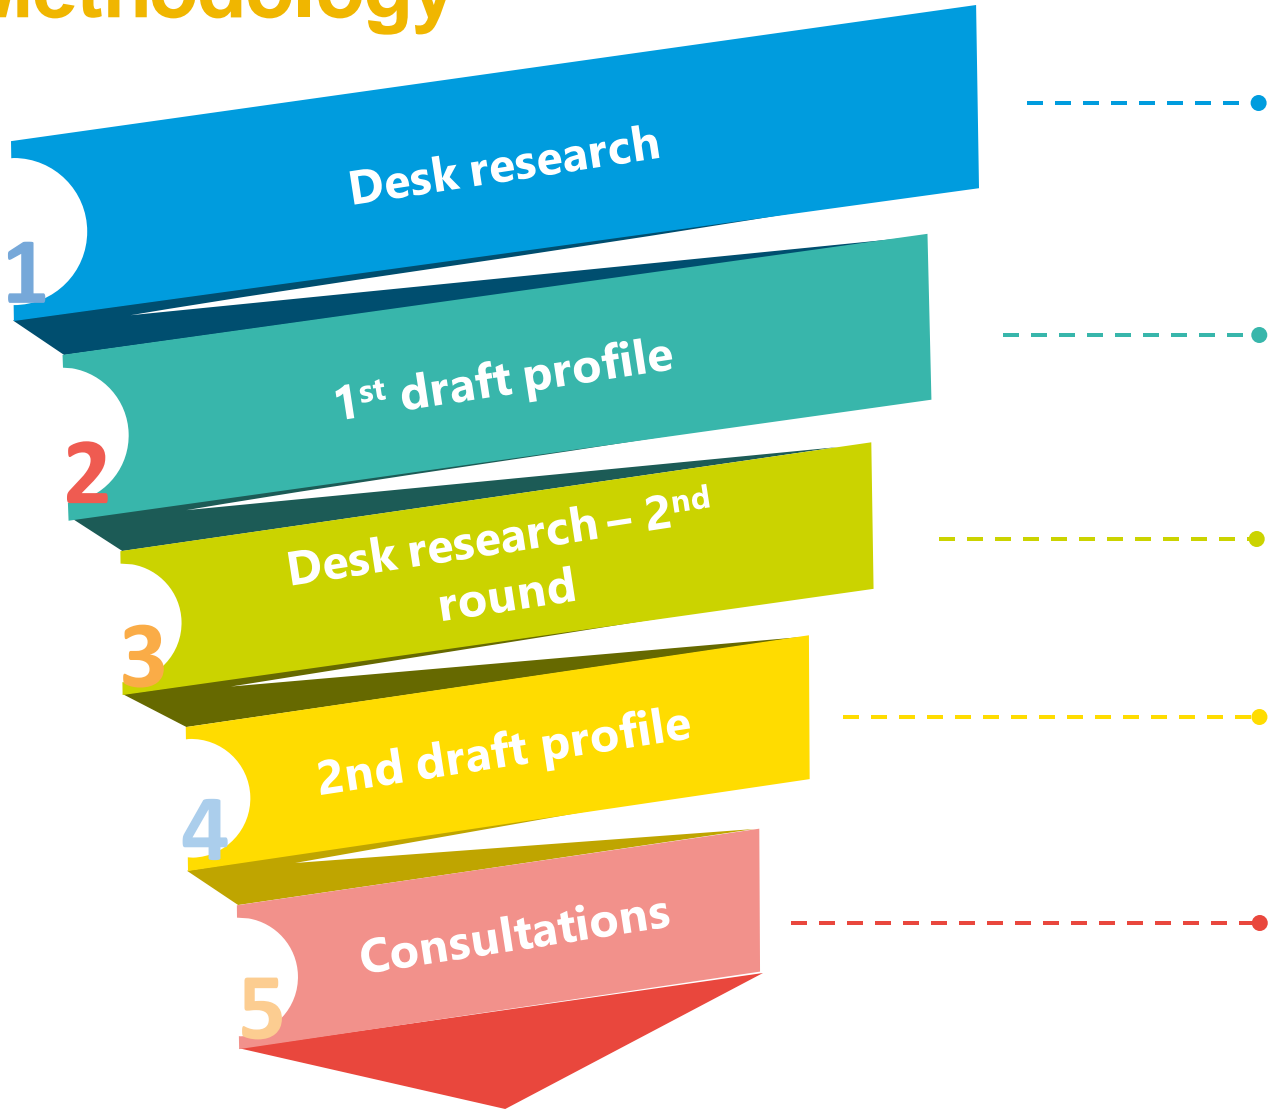 Methodology
Desk research
1
1st draft profile
2
Desk research – 2nd
round
3
2nd draft profile
4
Consultations
5